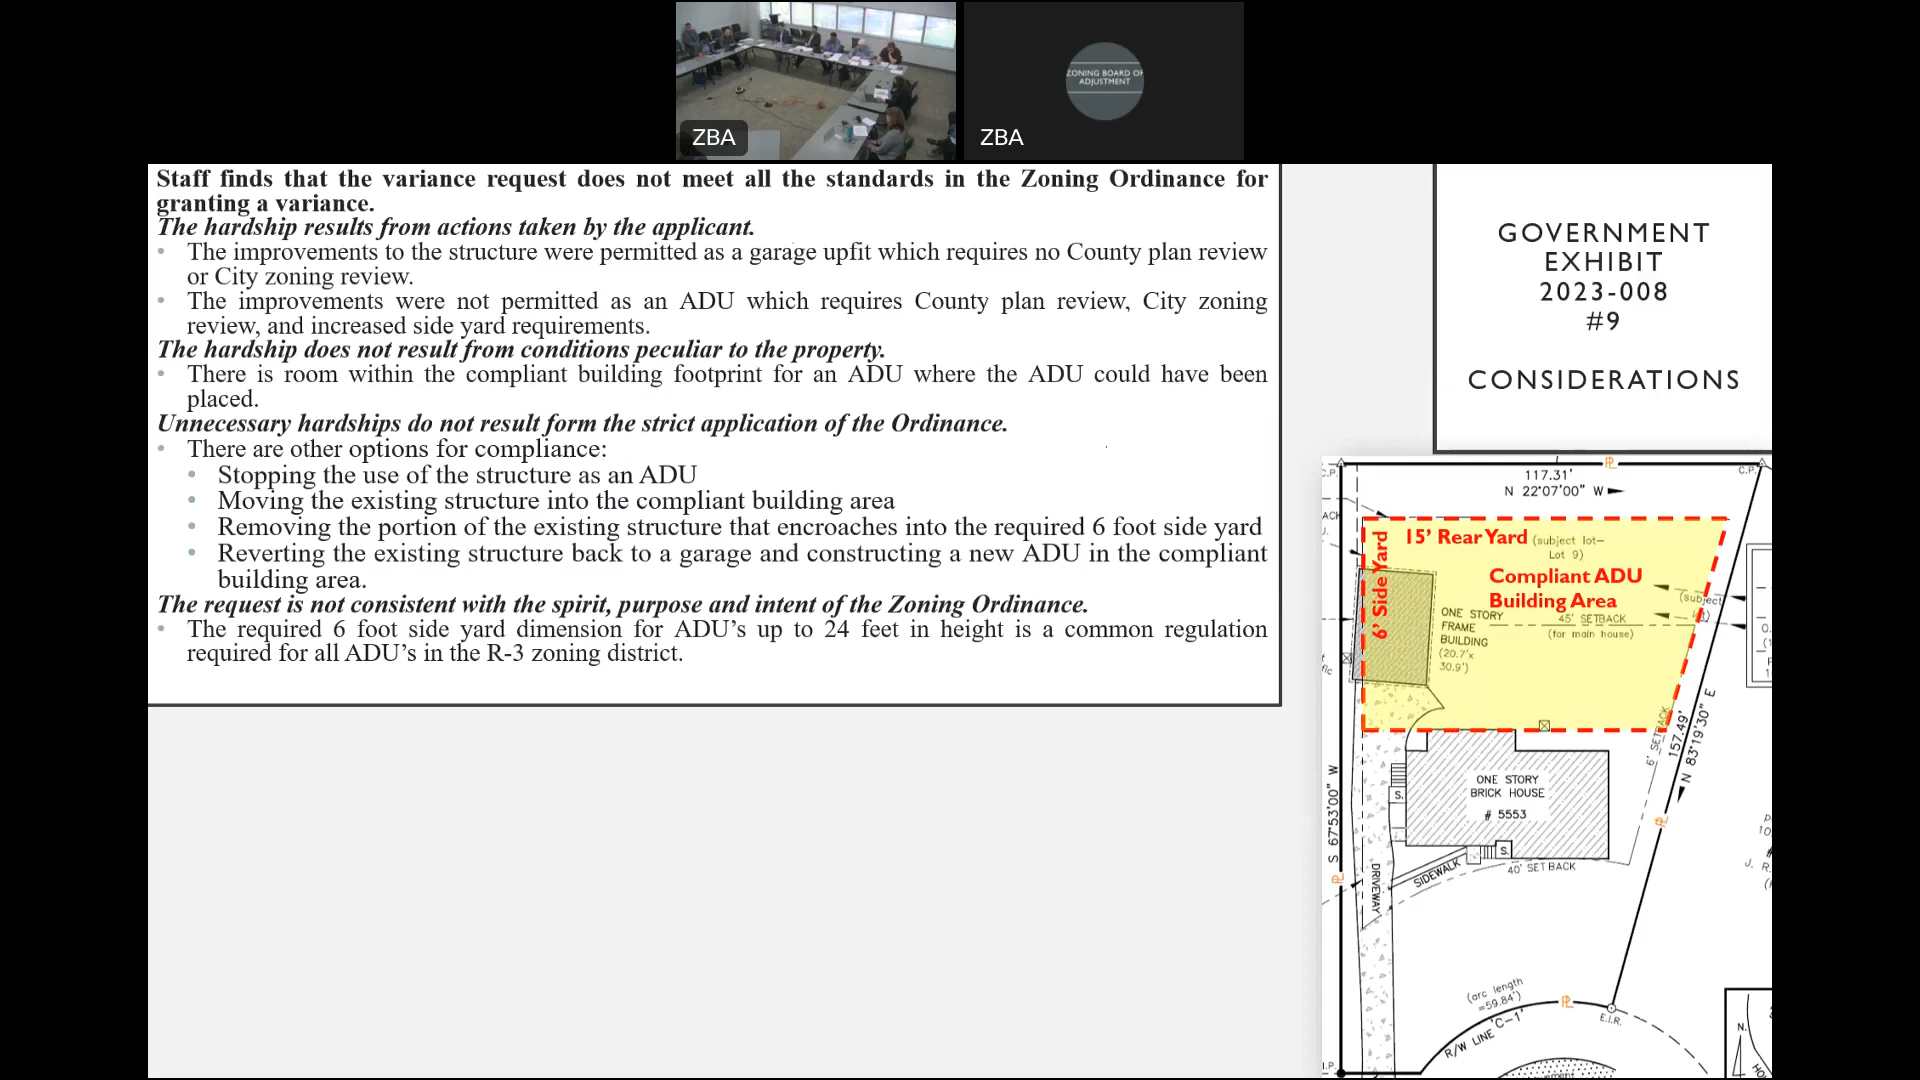 ZONING BOARD OF
ADJUSTMENT
ZBA
ZBA
Staff finds that the variance request does not meet all the standards in the Zoning Ordinance for
granting a variance.
The hardship results from actions taken by the applicant.
• The improvements to the structure were permitted as a garage upfit which requires no County plan review
or City zoning review.
• The improvements were not permitted as an ADU which requires County plan review, City zoning
review, and increased side yard requirements.
The hardship does not result from conditions peculiar to the property.
• There is room within the compliant building footprint for an ADU where the ADU could have been
placed.
Unnecessary hardships do not result form the strict application of the Ordinance.
• There are other options for compliance:
• Stopping the use of the structure as an ADU
• Moving the existing structure into the compliant building area
• Removing the portion of the existing structure that encroaches into the required 6 foot side yard
• Reverting the existing structure back to a garage and constructing a new ADU in the compliant
building area.
The request is not consistent with the spirit, purpose and intent of the Zoning Ordinance.
• The required 6 foot side yard dimension for ADU's up to 24 feet in height is a common regulation
required for all ADU's in the R-3 zoning district.
GOVERNMENT
EXHIBIT
2023-008
#9
CONSIDERATIONS
117.31'
N 22°07'00" W
C.P.
15' Rear Yard
(subject lot—
Lot 9)
6' Side Yard
Compliant ADU
Building Area
(subject
45' SETBACK
(for main house)
ONE STORY
FRAME
BUILDING
(20.7'x
30.9')
6' SETBACK
157.49'
N 83°19'30" E
S 67°53'00" W
ONE STORY
BRICK HOUSE
# 5553
S.
S.
SIDEWALK
40' SETBACK
DRIVEWAY
(arc length
=59.84')
R/W LINE 'C-1'
E.I.R.
N.